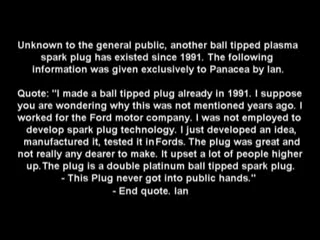 Unknown to the general public, another ball tipped plasma
spark plug has existed since 1991. The following
information was given exclusively to Panacea by Ian.
Quote: "I made a ball tipped plug already in 1991. I suppose
you are wondering why this was not mentioned years ago. I
worked for the Ford motor company. I was not employed to
develop spark plug technology. I just developed an idea,
manufactured it, tested it in Fords. The plug was great and
not really any dearer to make. It upset a lot of people higher
up. The plug is a double platinum ball tipped spark plug.
- This Plug never got into public hands."
- End quote. Ian